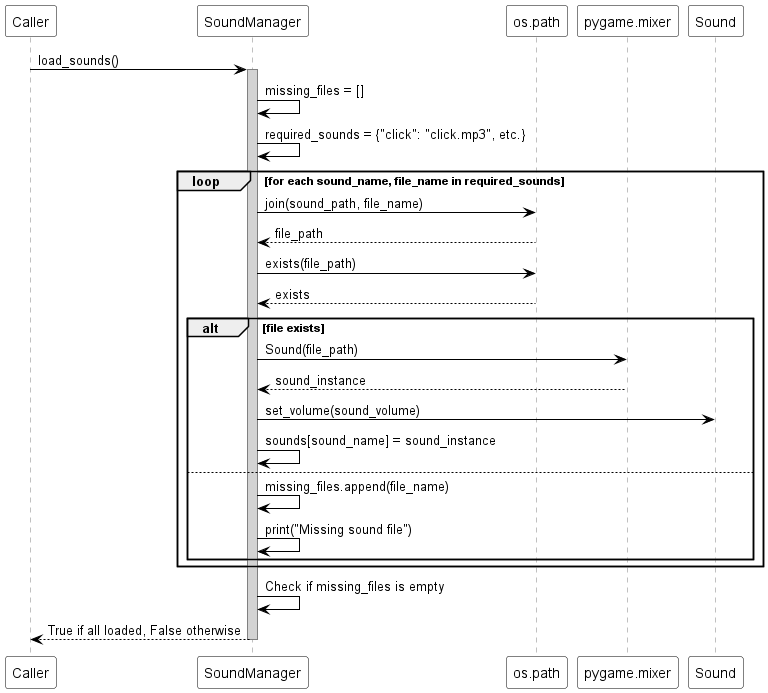 Caller SoundManager os.path pygame.mixer Sound
load_sounds()
missing_files = []
required_sounds = {"click": "click.mp3", etc.}
loop [for each sound_name, file_name in required_sounds]
join(sound_path, file_name)
file_path
exists(file_path)
exists
alt [file exists]
Sound(file_path)
sound_instance
set_volume(sound_volume)
sounds[sound_name] = sound_instance
missing_files.append(file_name)
print("Missing sound file")
Check if missing_files is empty
True if all loaded, False otherwise
Caller SoundManager os.path pygame.mixer Sound